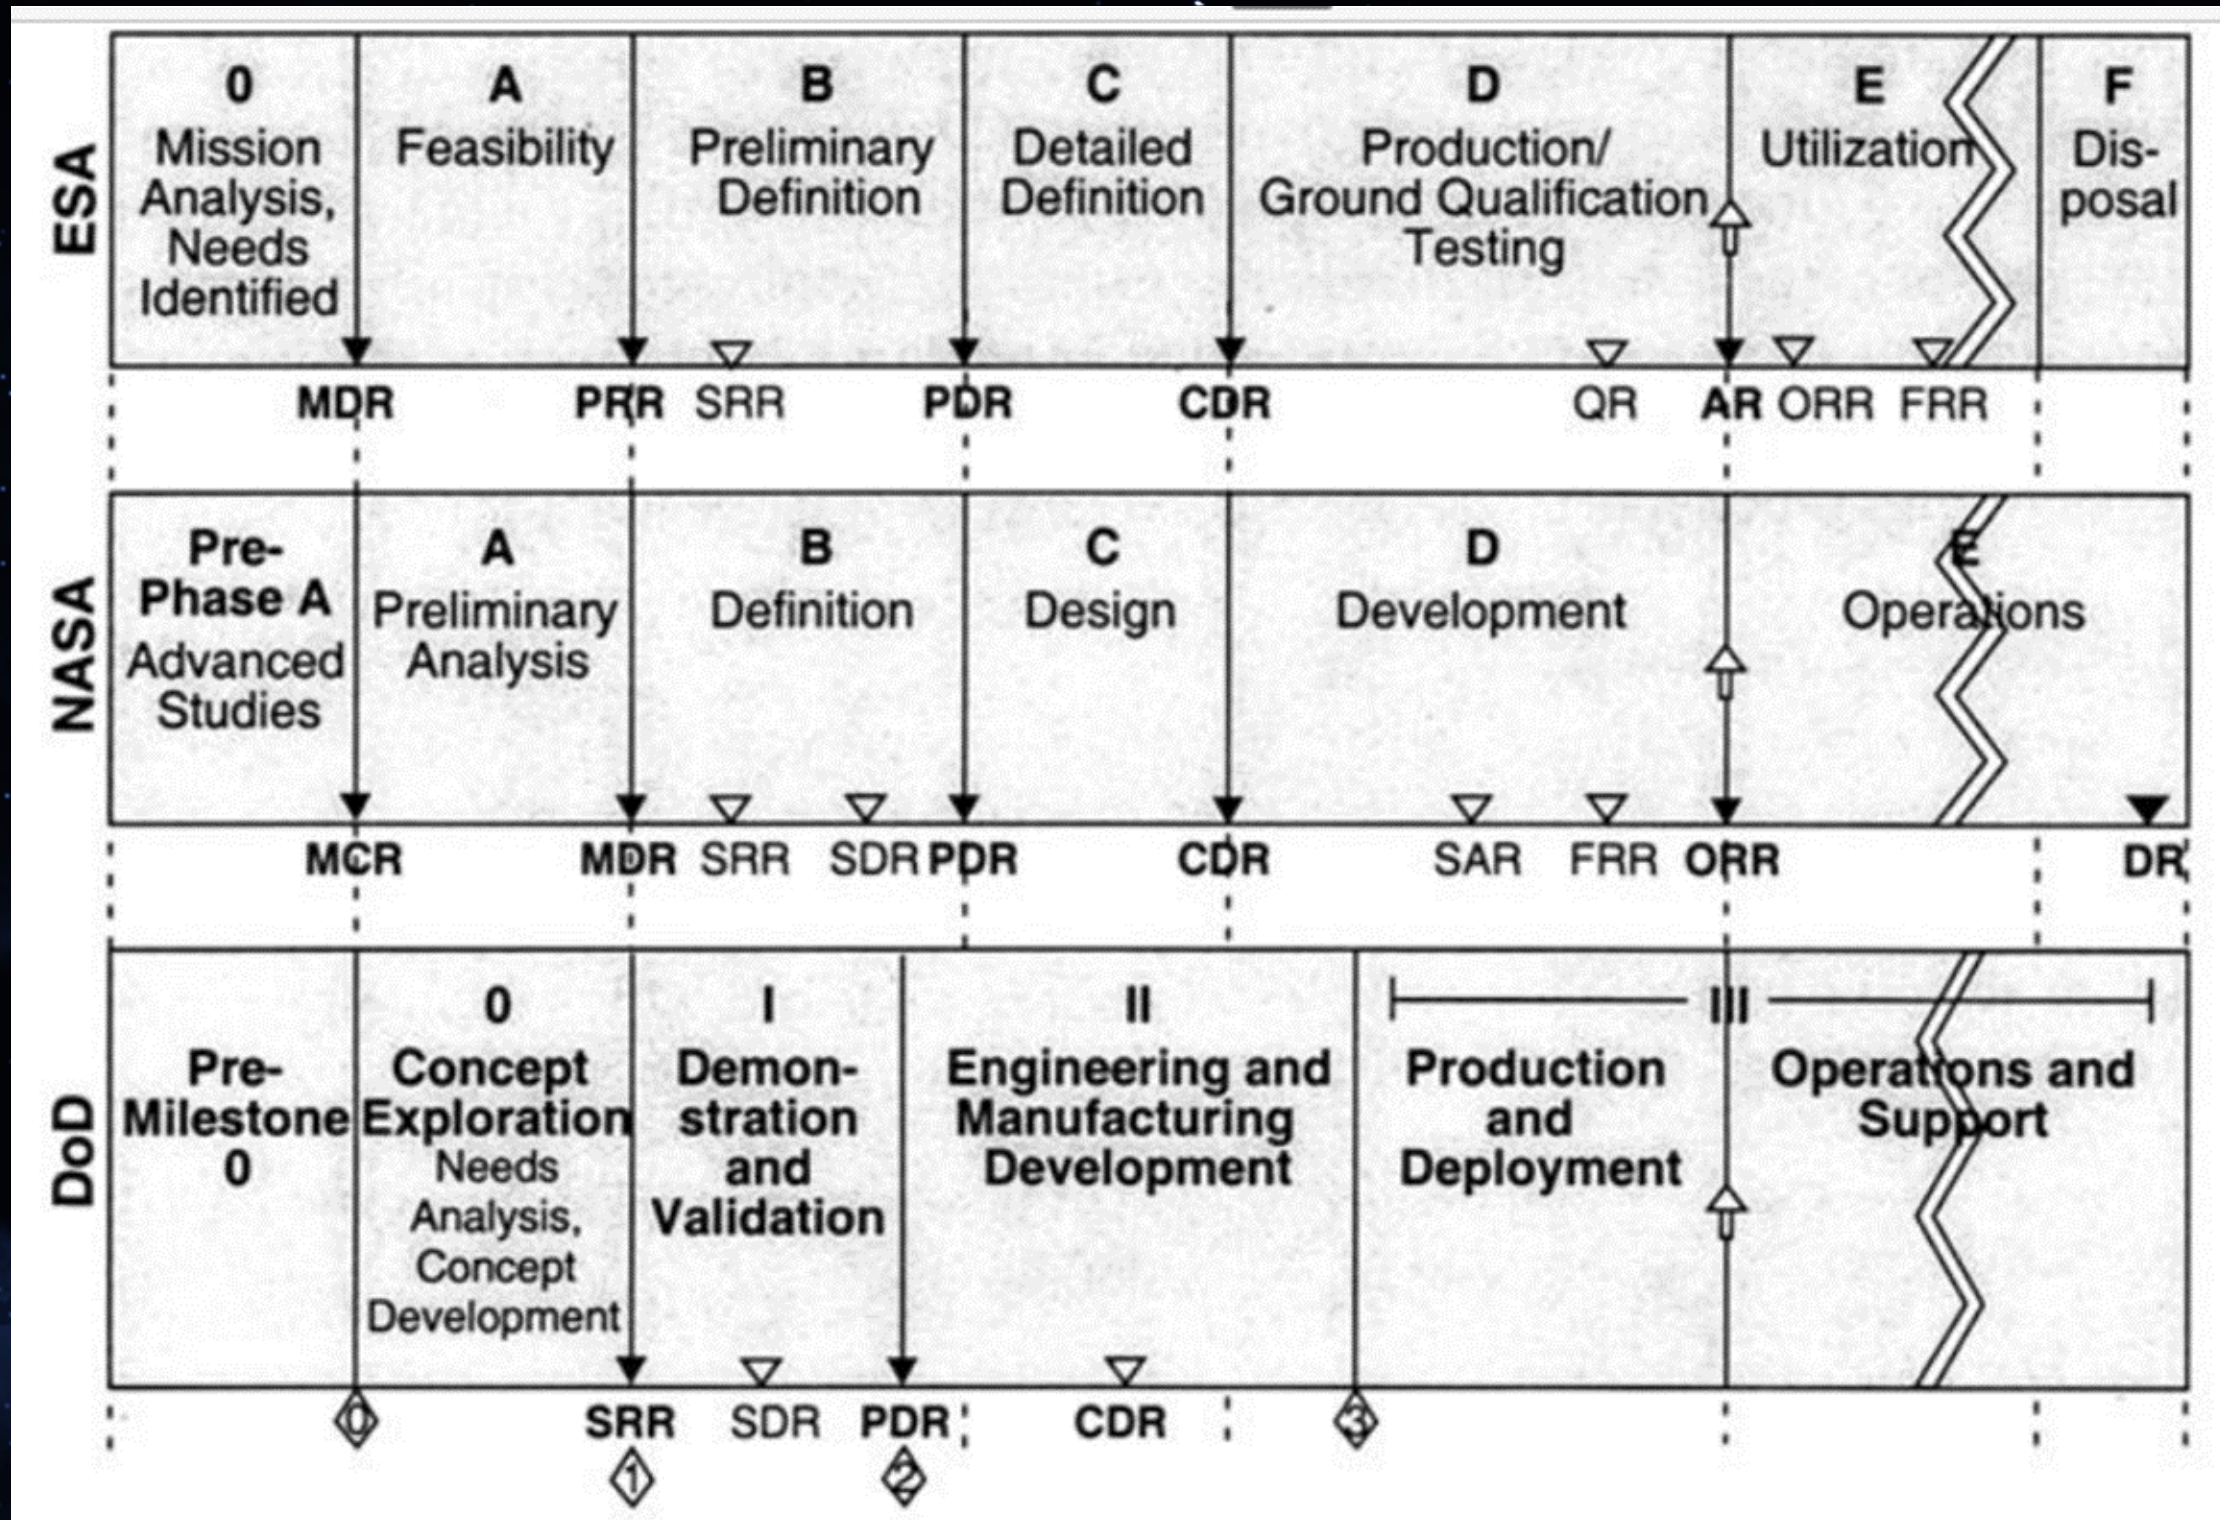 ESA
0
Mission
Analysis,
Needs
Identified
A
Feasibility
B
Preliminary
Definition
C
Detailed
Definition
D
Production/
Ground Qualification
Testing
E
Utilization
F
Dis-
posal
MDR PRR SRR PDR CDR QR AR ORR FRR
NASA
Pre-
Phase A
Advanced
Studies
A
Preliminary
Analysis
B
Definition
C
Design
D
Development
E
Operations
MCR MDR SRR SDR PDR CDR SAR FRR ORR DR
DoD
Pre-
Milestone
0
0
Concept
Exploration
Needs
Analysis,
Concept
Development
I
Demon-
stration
and
Validation
II
Engineering and
Manufacturing
Development
III
Production
and
Deployment
Operations and
Support
0 SRR SDR PDR CDR 3
1 2